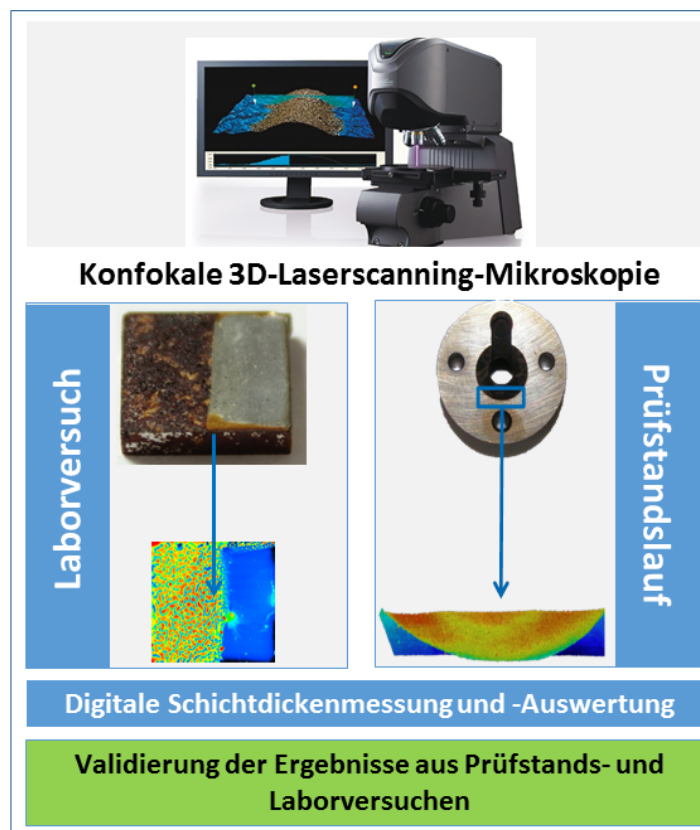 Konfokale 3D-Laserscanning-Mikroskopie
Laborversuch
Prüfstandslauf
Digitale Schichtdickenmessung und -Auswertung
Validierung der Ergebnisse aus Prüfstands- und
Laborversuchen